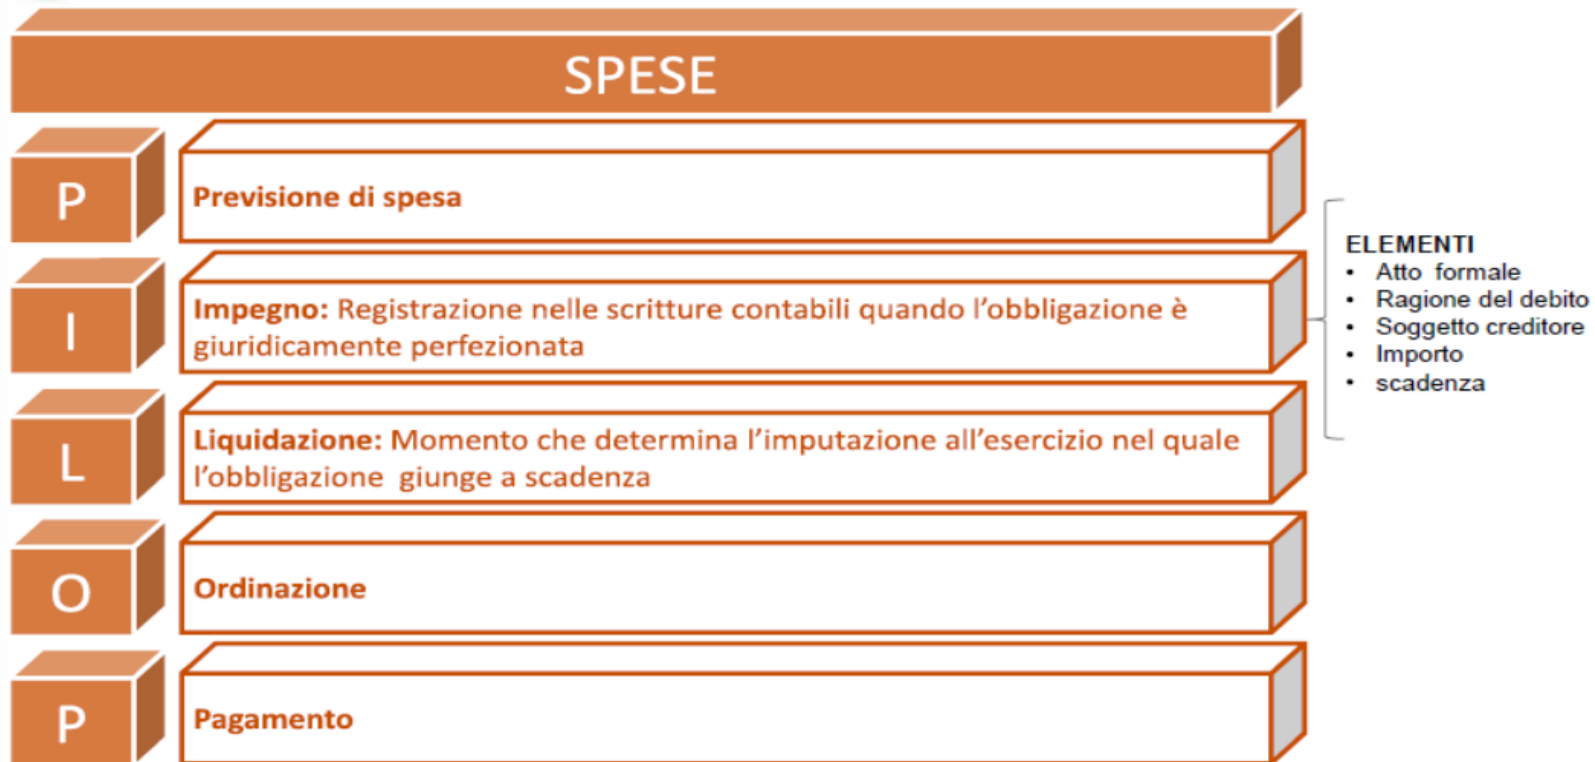 SPESE
P
Previsione di spesa
I
Impegno: Registrazione nelle scritture contabili quando l'obbligazione è
giuridicamente perfezionata
L
Liquidazione: Momento che determina l'imputazione all'esercizio nel quale
l'obbligazione giunge a scadenza
O
Ordinazione
P
Pagamento
ELEMENTI
• Atto formale
• Ragione del debito
• Soggetto creditore
• Importo
• scadenza